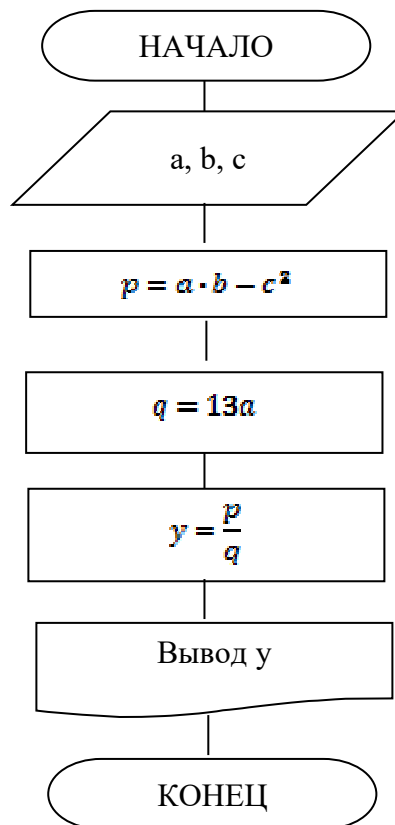 НАЧАЛО
a, b, c
p = a · b − c²
q = 13a
y = p/q
Вывод y
КОНЕЦ